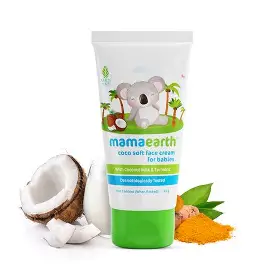 mamaearth
coco soft face cream
for babies
With Coconut Milk & Turmeric
Dermatologically Tested